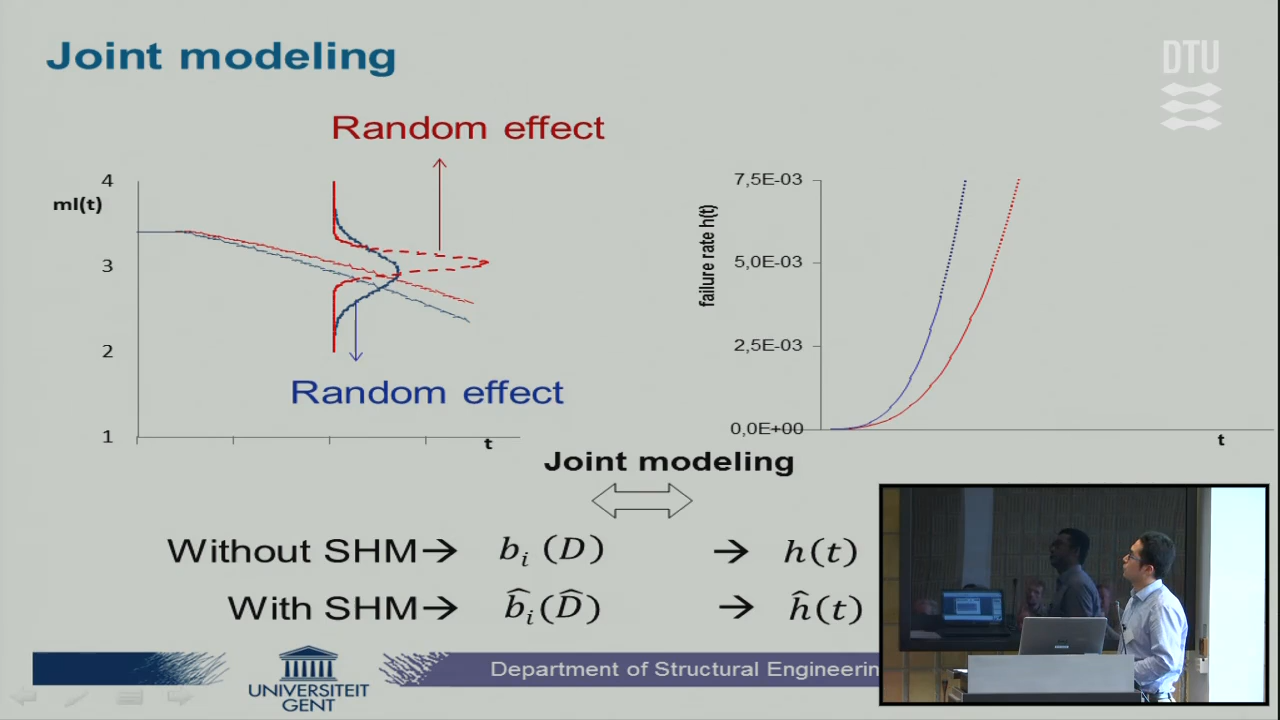 Joint modeling
DTU
Random effect
4
ml(t)
3
2
1
t
Random effect
7,5E-03
failure rate h(t)
5,0E-03
2,5E-03
0,0E+00
t
Joint modeling
Without SHM→ bᵢ (D) → h(t)
With SHM→ b̂ᵢ(D̂) → ĥ(t)
UNIVERSITEIT
GENT
Department of Structural Engineerin